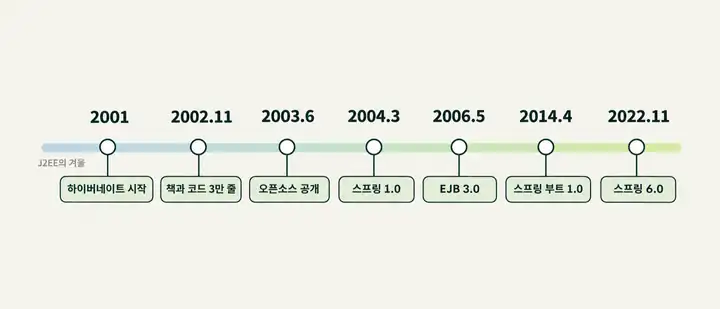 2001
2002.11
2003.6
2004.3
2006.5
2014.4
2022.11
J2EE의 겨울
하이버네이트 시작
책과 코드 3만 줄
오픈소스 공개
스프링 1.0
EJB 3.0
스프링 부트 1.0
스프링 6.0